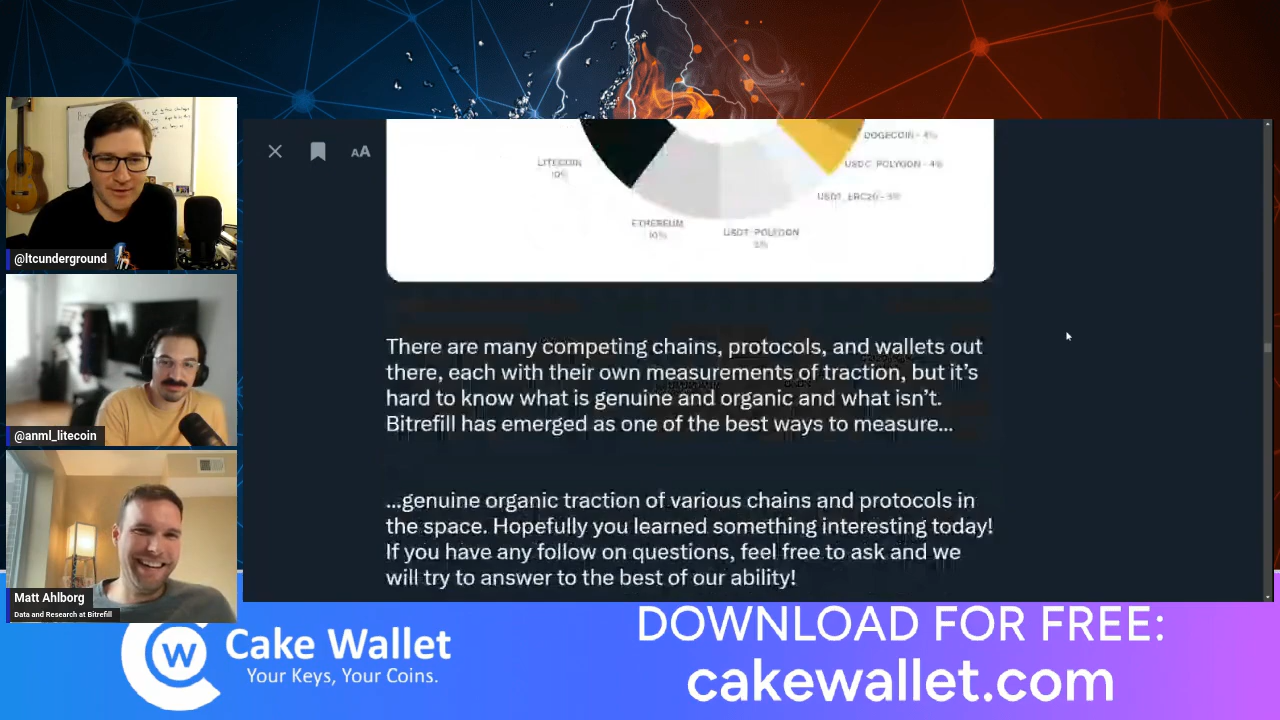 @ltcunderground
@anml_litecoin
Matt Ahlborg
Data and Research at Bitrefill
AA
DOGECOIN - 4%
LITECOIN
10%
USDC_POLYGON - 4%
USDT_ERC20 - 5%
ETHEREUM
10%
USDT_POLYGON
There are many competing chains, protocols, and wallets out
there, each with their own measurements of traction, but it's
hard to know what is genuine and organic and what isn't.
Bitrefill has emerged as one of the best ways to measure...
...genuine organic traction of various chains and protocols in
the space. Hopefully you learned something interesting today!
If you have any follow on questions, feel free to ask and we
will try to answer to the best of our ability!
W
Cake Wallet
Your Keys, Your Coins.
DOWNLOAD FOR FREE:
cakewallet.com